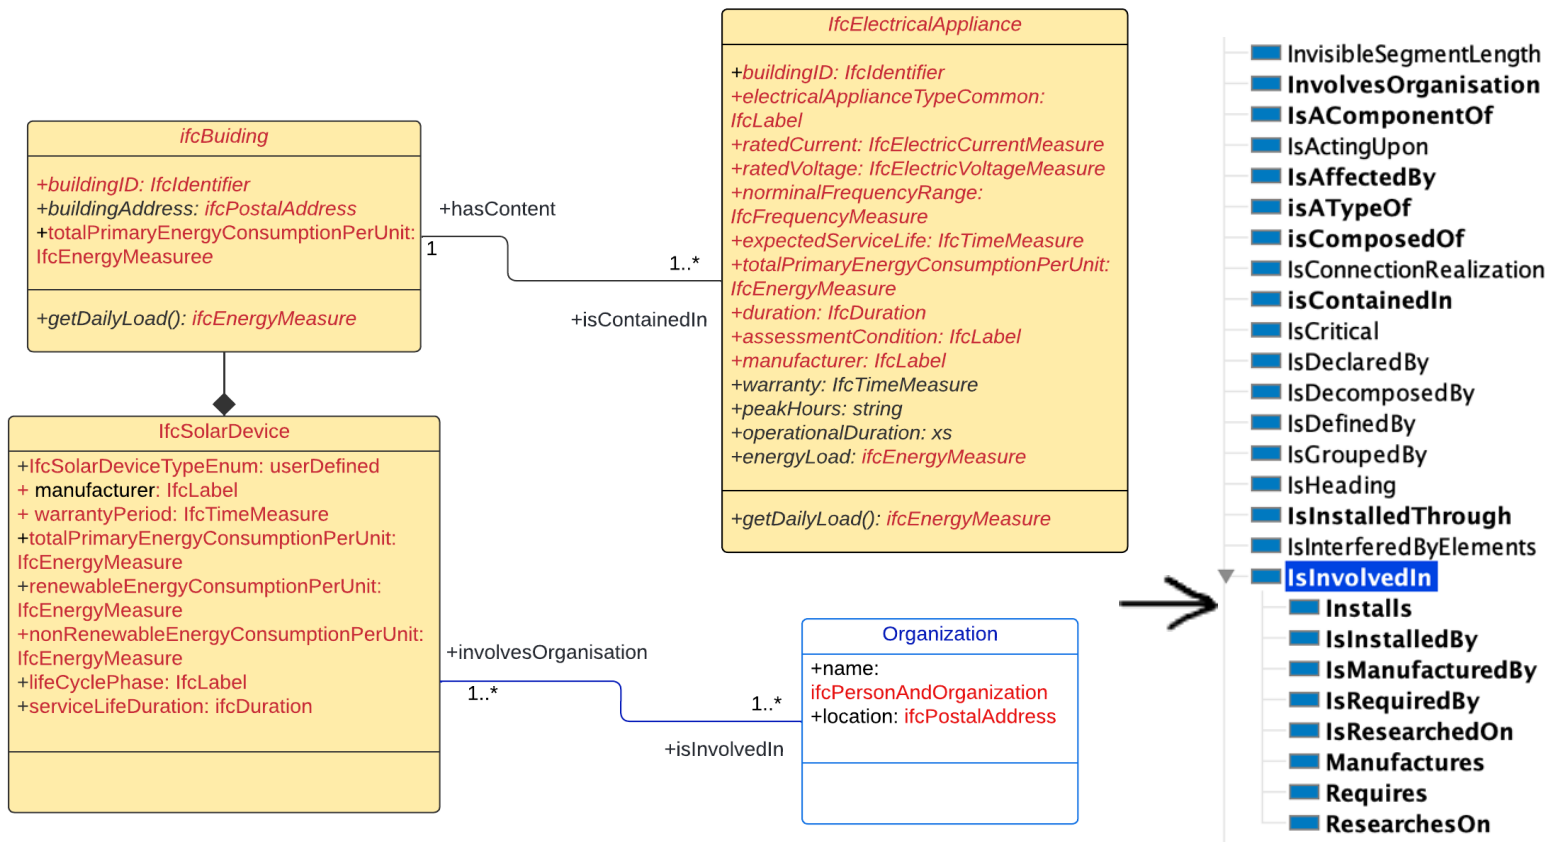 ifcBuiding
+buildingID: IfcIdentifier
+buildingAddress: ifcPostalAddress
+totalPrimaryEnergyConsumptionPerUnit:
IfcEnergyMeasuree
+getDailyLoad(): ifcEnergyMeasure
+hasContent
1
1..*
+isContainedIn
IfcElectricalAppliance
+buildingID: IfcIdentifier
+electricalApplianceTypeCommon:
IfcLabel
+ratedCurrent: IfcElectricCurrentMeasure
+ratedVoltage: IfcElectricVoltageMeasure
+norminalFrequencyRange:
IfcFrequencyMeasure
+expectedServiceLife: IfcTimeMeasure
+totalPrimaryEnergyConsumptionPerUnit:
IfcEnergyMeasure
+duration: IfcDuration
+assessmentCondition: IfcLabel
+manufacturer: IfcLabel
+warranty: IfcTimeMeasure
+peakHours: string
+operationalDuration: xs
+energyLoad: ifcEnergyMeasure
+getDailyLoad(): ifcEnergyMeasure
IfcSolarDevice
+IfcSolarDeviceTypeEnum: userDefined
+ manufacturer: IfcLabel
+ warrantyPeriod: IfcTimeMeasure
+totalPrimaryEnergyConsumptionPerUnit:
IfcEnergyMeasure
+renewableEnergyConsumptionPerUnit:
IfcEnergyMeasure
+nonRenewableEnergyConsumptionPerUnit:
IfcEnergyMeasure
+lifeCyclePhase: IfcLabel
+serviceLifeDuration: ifcDuration
+involvesOrganisation
1..*
1..*
+isInvolvedIn
Organization
+name:
ifcPersonAndOrganization
+location: ifcPostalAddress
InvisibleSegmentLength
InvolvesOrganisation
IsAComponentOf
IsActingUpon
IsAffectedBy
isATypeOf
isComposedOf
IsConnectionRealization
isContainedIn
IsCritical
IsDeclaredBy
IsDecomposedBy
IsDefinedBy
IsGroupedBy
IsHeading
IsInstalledThrough
IsInterferedByElements
IsInvolvedIn
Installs
IsInstalledBy
IsManufacturedBy
IsRequiredBy
IsResearchedOn
Manufactures
Requires
ResearchesOn